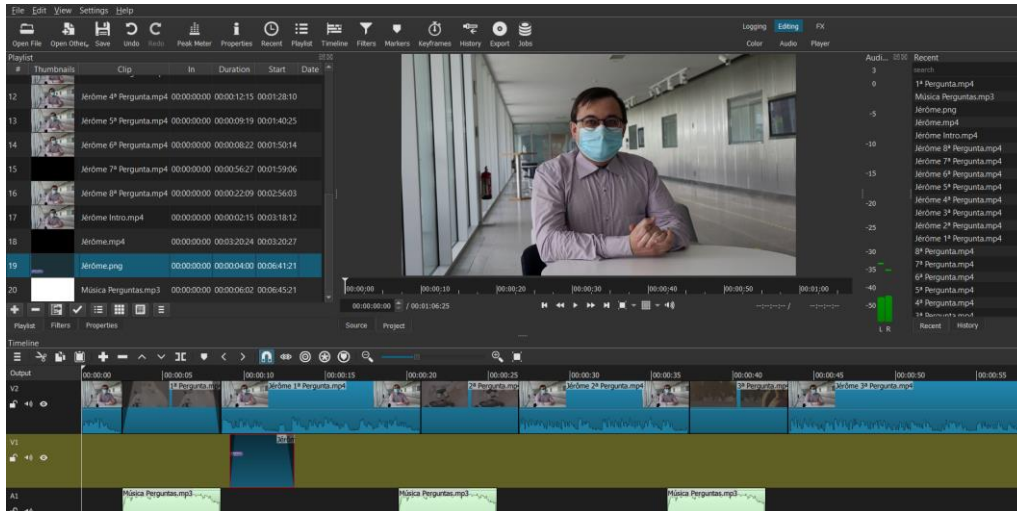 File Edit View Settings Help
Open File Open Other.. Save Undo Redo Peak Meter Properties Recent Playlist Timeline Filters Markers Keyframes History Export Jobs
Logging Editing FX
Color Audio Player
Playlist
# Thumbnails Clip In Duration Start Date
12 Jérôme 4ª Pergunta.mp4 00:00:00:00 00:00:12:15 00:01:28:10
13 Jérôme 5ª Pergunta.mp4 00:00:00:00 00:00:09:19 00:01:40:25
14 Jérôme 6ª Pergunta.mp4 00:00:00:00 00:00:08:22 00:01:50:14
15 Jérôme 7ª Pergunta.mp4 00:00:00:00 00:00:56:27 00:01:59:06
16 Jérôme 8ª Pergunta.mp4 00:00:00:00 00:00:22:09 00:02:56:03
17 Jérôme Intro.mp4 00:00:00:00 00:00:02:15 00:03:18:12
18 Jérôme.mp4 00:00:00:00 00:03:20:24 00:03:20:27
19 Jérôme.png 00:00:00:00 00:00:04:00 00:06:41:21
20 Música Perguntas.mp3 00:00:00:00 00:00:06:02 00:06:45:21
Playlist Filters Properties
00:00:00 00:00:10 00:00:20 00:00:30 00:00:40 00:00:50 00:01:00
00:00:00:00 / 00:01:06:25 --:--:--:-- / --:--:--:--
Source Project
Audi...
3
0
-5
-10
-15
-20
-25
-30
-35
-40
-50
L R
Recent
search
1ª Pergunta.mp4
Música Perguntas.mp3
Jérôme.png
Jérôme.mp4
Jérôme Intro.mp4
Jérôme 8ª Pergunta.mp4
Jérôme 7ª Pergunta.mp4
Jérôme 6ª Pergunta.mp4
Jérôme 5ª Pergunta.mp4
Jérôme 4ª Pergunta.mp4
Jérôme 3ª Pergunta.mp4
Jérôme 2ª Pergunta.mp4
Jérôme 1ª Pergunta.mp4
8ª Pergunta.mp4
7ª Pergunta.mp4
6ª Pergunta.mp4
5ª Pergunta.mp4
4ª Pergunta.mp4
3ª Pergunta.mp4
Recent History
Timeline
Output 00:00:00 00:00:05 00:00:10 00:00:15 00:00:20 00:00:25 00:00:30 00:00:35 00:00:40 00:00:45 00:00:50 00:00:55
V2 1ª Pergunta.mp Jérôme 1ª Pergunta.mp4 2ª Pergunta.mp Jérôme 2ª Pergunta.mp4 3ª Pergunta.mp Jérôme 3ª Pergunta.mp4
V1 Jérôm
A1 Música Perguntas.mp3 Música Perguntas.mp3 Música Perguntas.mp3